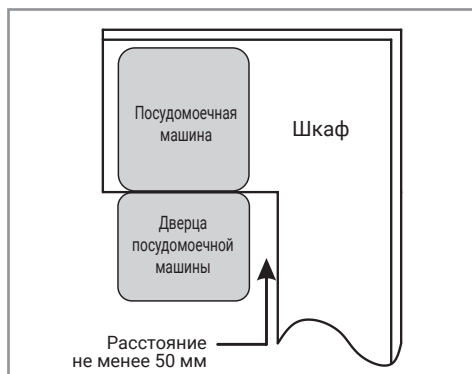 Посудомоечная
машина
Шкаф
Дверца
посудомоечной
машины
Расстояние
не менее 50 мм